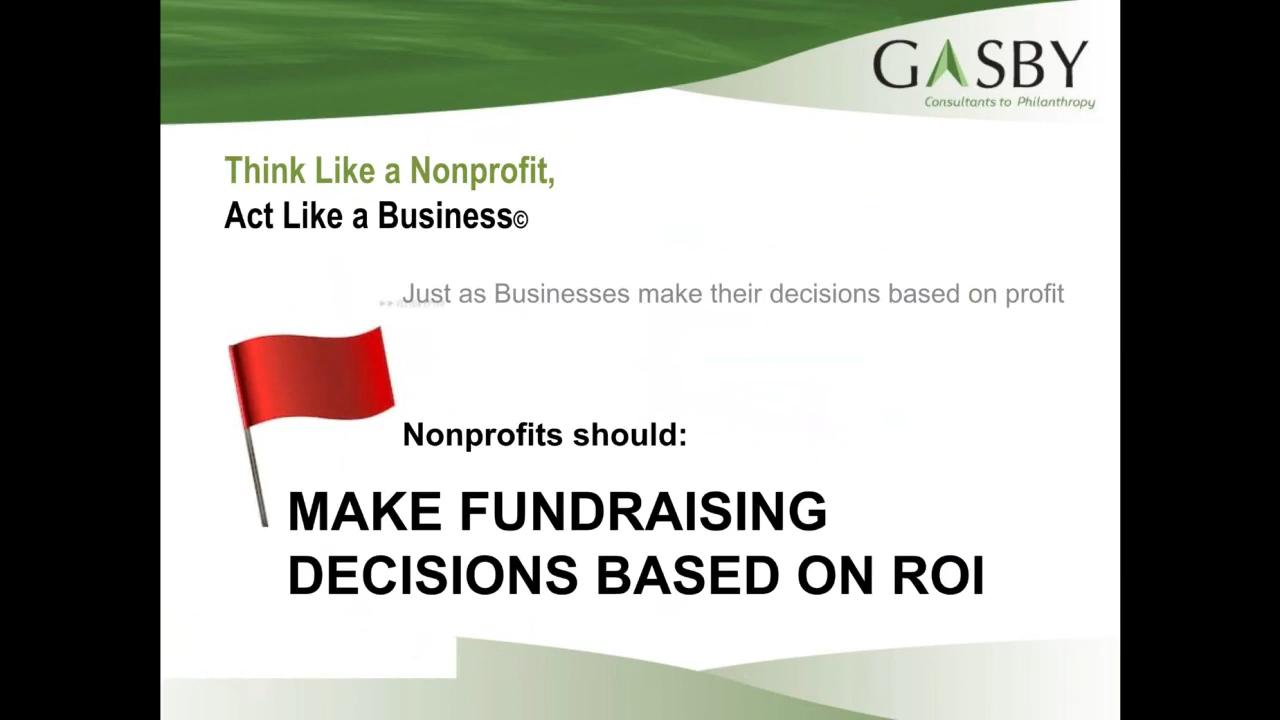 GASBY
Consultants to Philanthropy
Think Like a Nonprofit,
Act Like a Business©
Just as Businesses make their decisions based on profit
Nonprofits should:
MAKE FUNDRAISING
DECISIONS BASED ON ROI